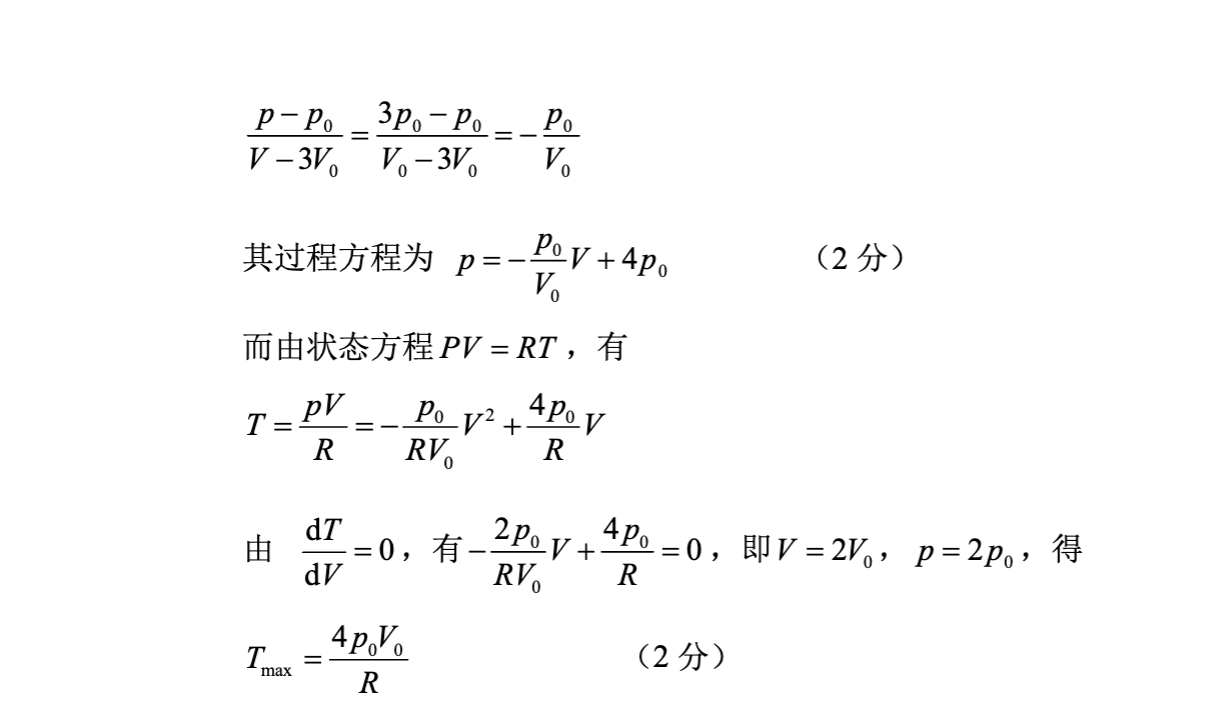 $\frac{p-p_0}{V-3V_0}=\frac{3p_0-p_0}{V_0-3V_0}=-\frac{p_0}{V_0}$
其过程方程为 $p=-\frac{p_0}{V_0}V+4p_0$ （2 分）
而由状态方程 $PV=RT$ ，有
$T=\frac{pV}{R}=-\frac{p_0}{RV_0}V^2+\frac{4p_0}{R}V$
由 $\frac{\mathrm{d}T}{\mathrm{d}V}=0$ ，有 $-\frac{2p_0}{RV_0}V+\frac{4p_0}{R}=0$ ，即 $V=2V_0$ ， $p=2p_0$ ，得
$T_{\max}=\frac{4p_0V_0}{R}$ （2 分）